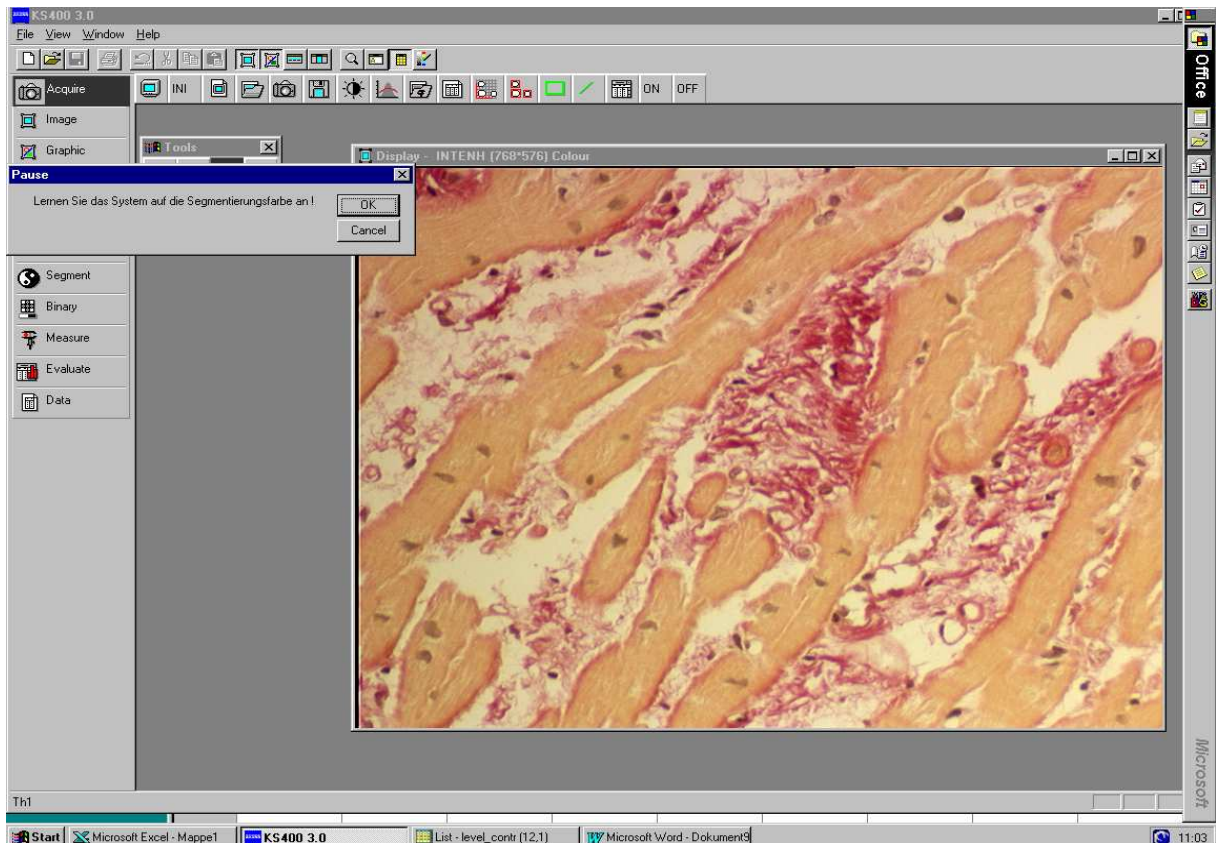 KS400 3.0
File View Window Help
Acquire
INI
ON OFF
Image
Graphic
Tools
Display - INTENH (768*576) Colour
Pause
Lernen Sie das System auf die Segmentierungsfarbe an !
OK
Cancel
Segment
Binary
Measure
Evaluate
Data
Office
Microsoft
Th1
Start
Microsoft Excel - Mappe1
KS400 3.0
List - level_contr (12,1)
Microsoft Word - Dokument9
11:03